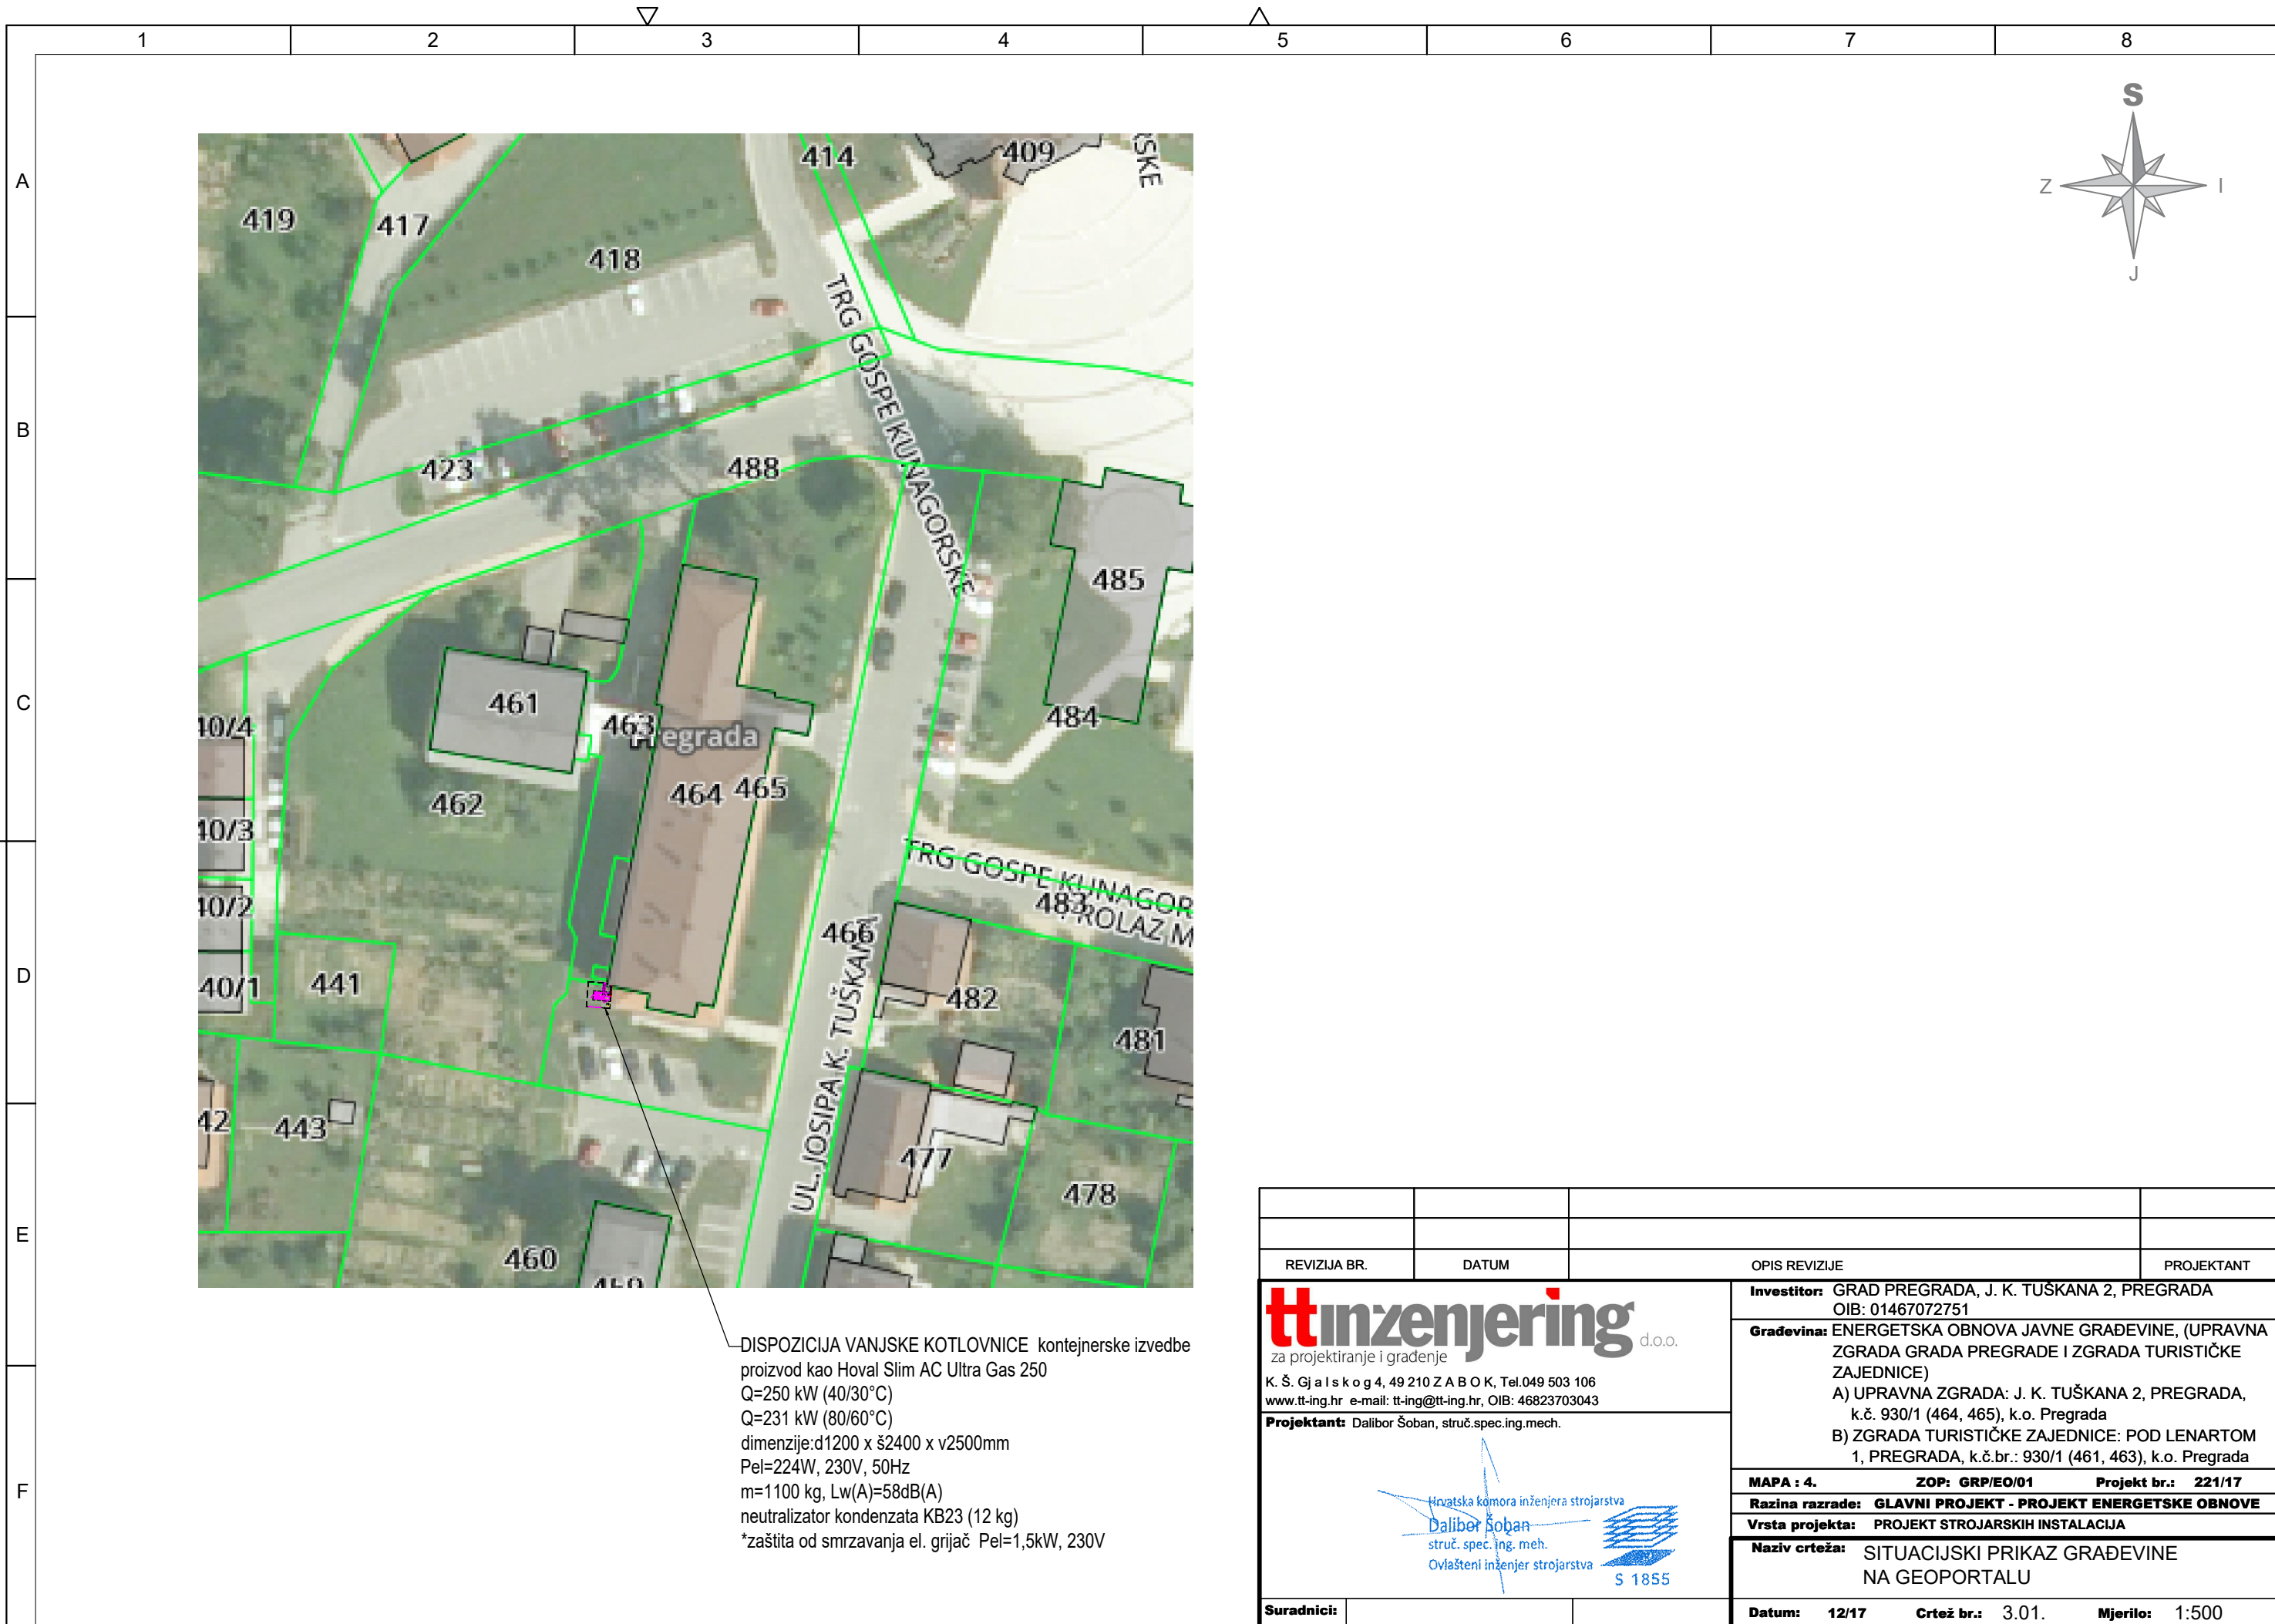 1 2 3 4 5 6 7 8
A
B
C
D
E
F
S
Z
I
J
414
409
419
417
418
TRG GOSPE KUNAGORSKE
423
488
485
461
463
Pregrada
484
40/4
464
465
462
40/3
TRG GOSPE KUNAGOR
483
40/2
466
40/1
441
482
481
UL. JOSIPA K. TUŠKANA
42
443
477
478
460
DISPOZICIJA VANJSKE KOTLOVNICE kontejnerske izvedbe
proizvod kao Hoval Slim AC Ultra Gas 250
Q=250 kW (40/30°C)
Q=231 kW (80/60°C)
dimenzije:d1200 x š2400 x v2500mm
Pel=224W, 230V, 50Hz
m=1100 kg, Lw(A)=58dB(A)
neutralizator kondenzata KB23 (12 kg)
*zaštita od smrzavanja el. grijač Pel=1,5kW, 230V
REVIZIJA BR. DATUM OPIS REVIZIJE PROJEKTANT
ttinzenjering d.o.o.
za projektiranje i građenje
K. Š. Gj a l s k o g 4, 49 210 Z A B O K, Tel.049 503 106
www.tt-ing.hr e-mail: tt-ing@tt-ing.hr, OIB: 46823703043
Projektant: Dalibor Šoban, struč.spec.ing.mech.
Hrvatska komora inženjera strojarstva
Dalibor Šoban
struč. spec. ing. meh.
Ovlašteni inženjer strojarstva
S 1855
Suradnici:
Investitor: GRAD PREGRADA, J. K. TUŠKANA 2, PREGRADA
OIB: 01467072751
Građevina: ENERGETSKA OBNOVA JAVNE GRAĐEVINE, (UPRAVNA
ZGRADA GRADA PREGRADE I ZGRADA TURISTIČKE
ZAJEDNICE)
A) UPRAVNA ZGRADA: J. K. TUŠKANA 2, PREGRADA,
k.č. 930/1 (464, 465), k.o. Pregrada
B) ZGRADA TURISTIČKE ZAJEDNICE: POD LENARTOM
1, PREGRADA, k.č.br.: 930/1 (461, 463), k.o. Pregrada
MAPA : 4. ZOP: GRP/EO/01 Projekt br.: 221/17
Razina razrade: GLAVNI PROJEKT - PROJEKT ENERGETSKE OBNOVE
Vrsta projekta: PROJEKT STROJARSKIH INSTALACIJA
Naziv crteža: SITUACIJSKI PRIKAZ GRAĐEVINE
NA GEOPORTALU
Datum: 12/17 Crtež br.: 3.01. Mjerilo: 1:500